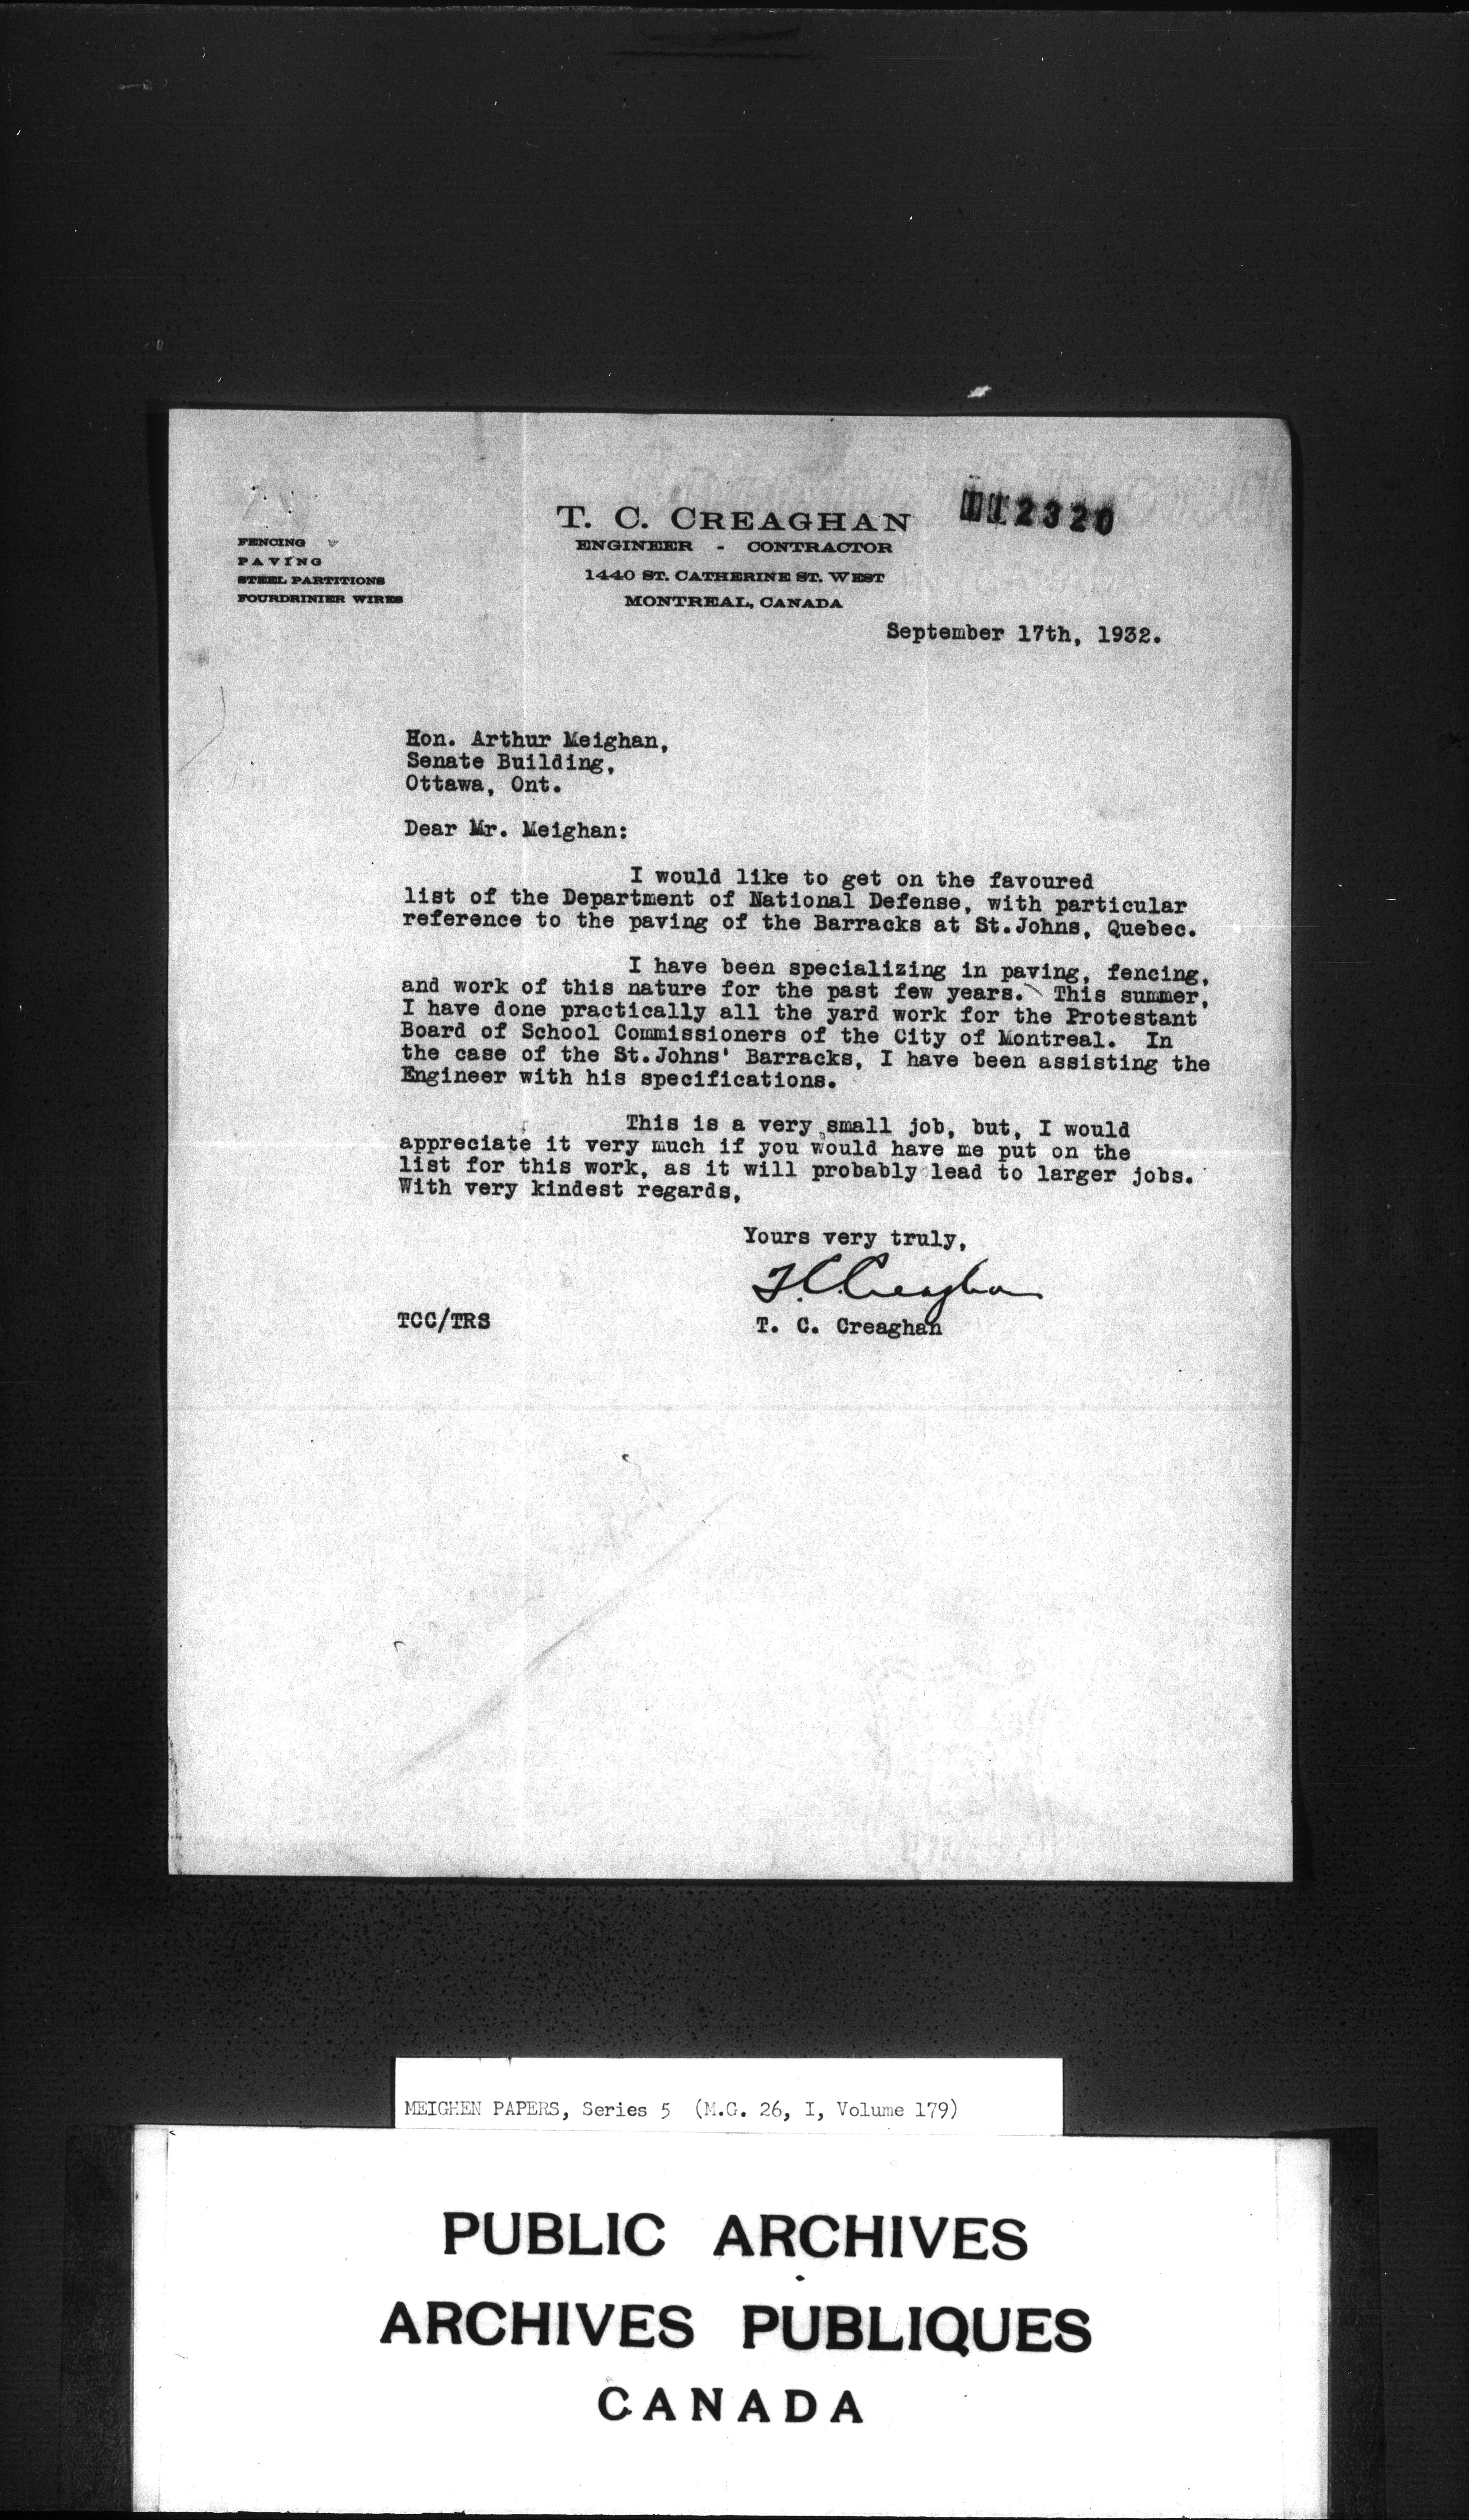 T. C. CREAGHAN
ENGINEER - CONTRACTOR
1440 ST. CATHERINE ST. WEST
MONTREAL, CANADA
112320
FENCING
PAVING
STEEL PARTITIONS
FOURDRINIER WIRES
September 17th, 1932.
Hon. Arthur Meighan,
Senate Building,
Ottawa, Ont.
Dear Mr. Meighan:
I would like to get on the favoured
list of the Department of National Defense, with particular
reference to the paving of the Barracks at St.Johns, Quebec.
I have been specializing in paving, fencing,
and work of this nature for the past few years. This summer,
I have done practically all the yard work for the Protestant
Board of School Commissioners of the City of Montreal. In
the case of the St.Johns' Barracks, I have been assisting the
Engineer with his specifications.
This is a very small job, but, I would
appreciate it very much if you would have me put on the
list for this work, as it will probably lead to larger jobs.
With very kindest regards,
Yours very truly,
T.C.Creaghan
TCC/TRS
T. C. Creaghan
MEIGHEN PAPERS, Series 5 (M.G. 26, I, Volume 179)
PUBLIC ARCHIVES
ARCHIVES PUBLIQUES
CANADA